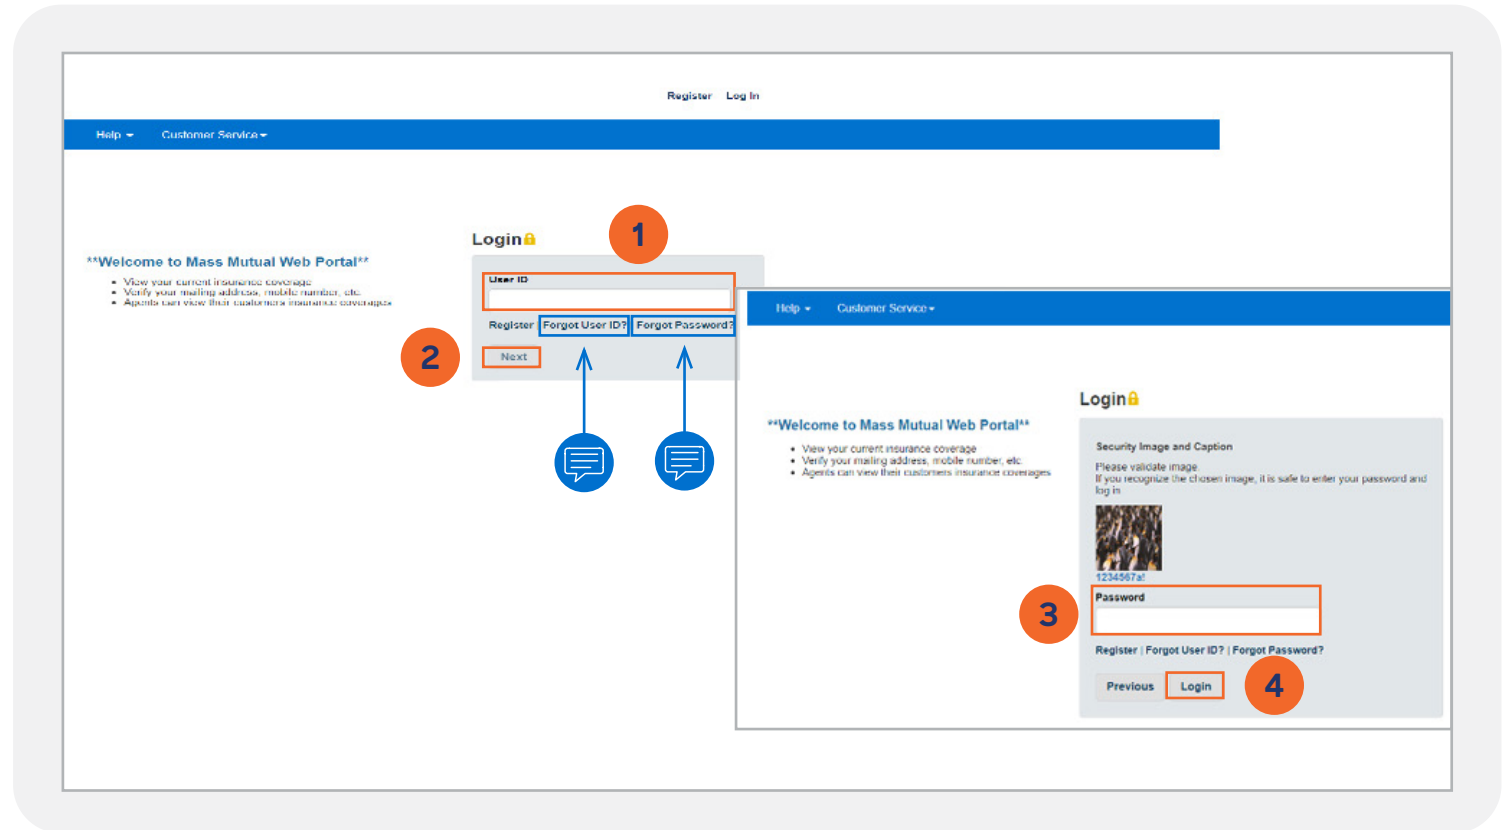 Register Log In
Help Customer Service
Login
1
**Welcome to Mass Mutual Web Portal**
View your current insurance coverage
Verify your mailing address, mobile number, etc.
Agents can view their customers insurance coverages
User ID
Register | Forgot User ID? | Forgot Password?
2
Next
Help Customer Service
Login
**Welcome to Mass Mutual Web Portal**
View your current insurance coverage
Verify your mailing address, mobile number, etc.
Agents can view their customers insurance coverages
Security Image and Caption
Please validate image.
If you recognize the chosen image, it is safe to enter your password and
log in
1234567a!
Password
3
Register | Forgot User ID? | Forgot Password?
Previous Login
4